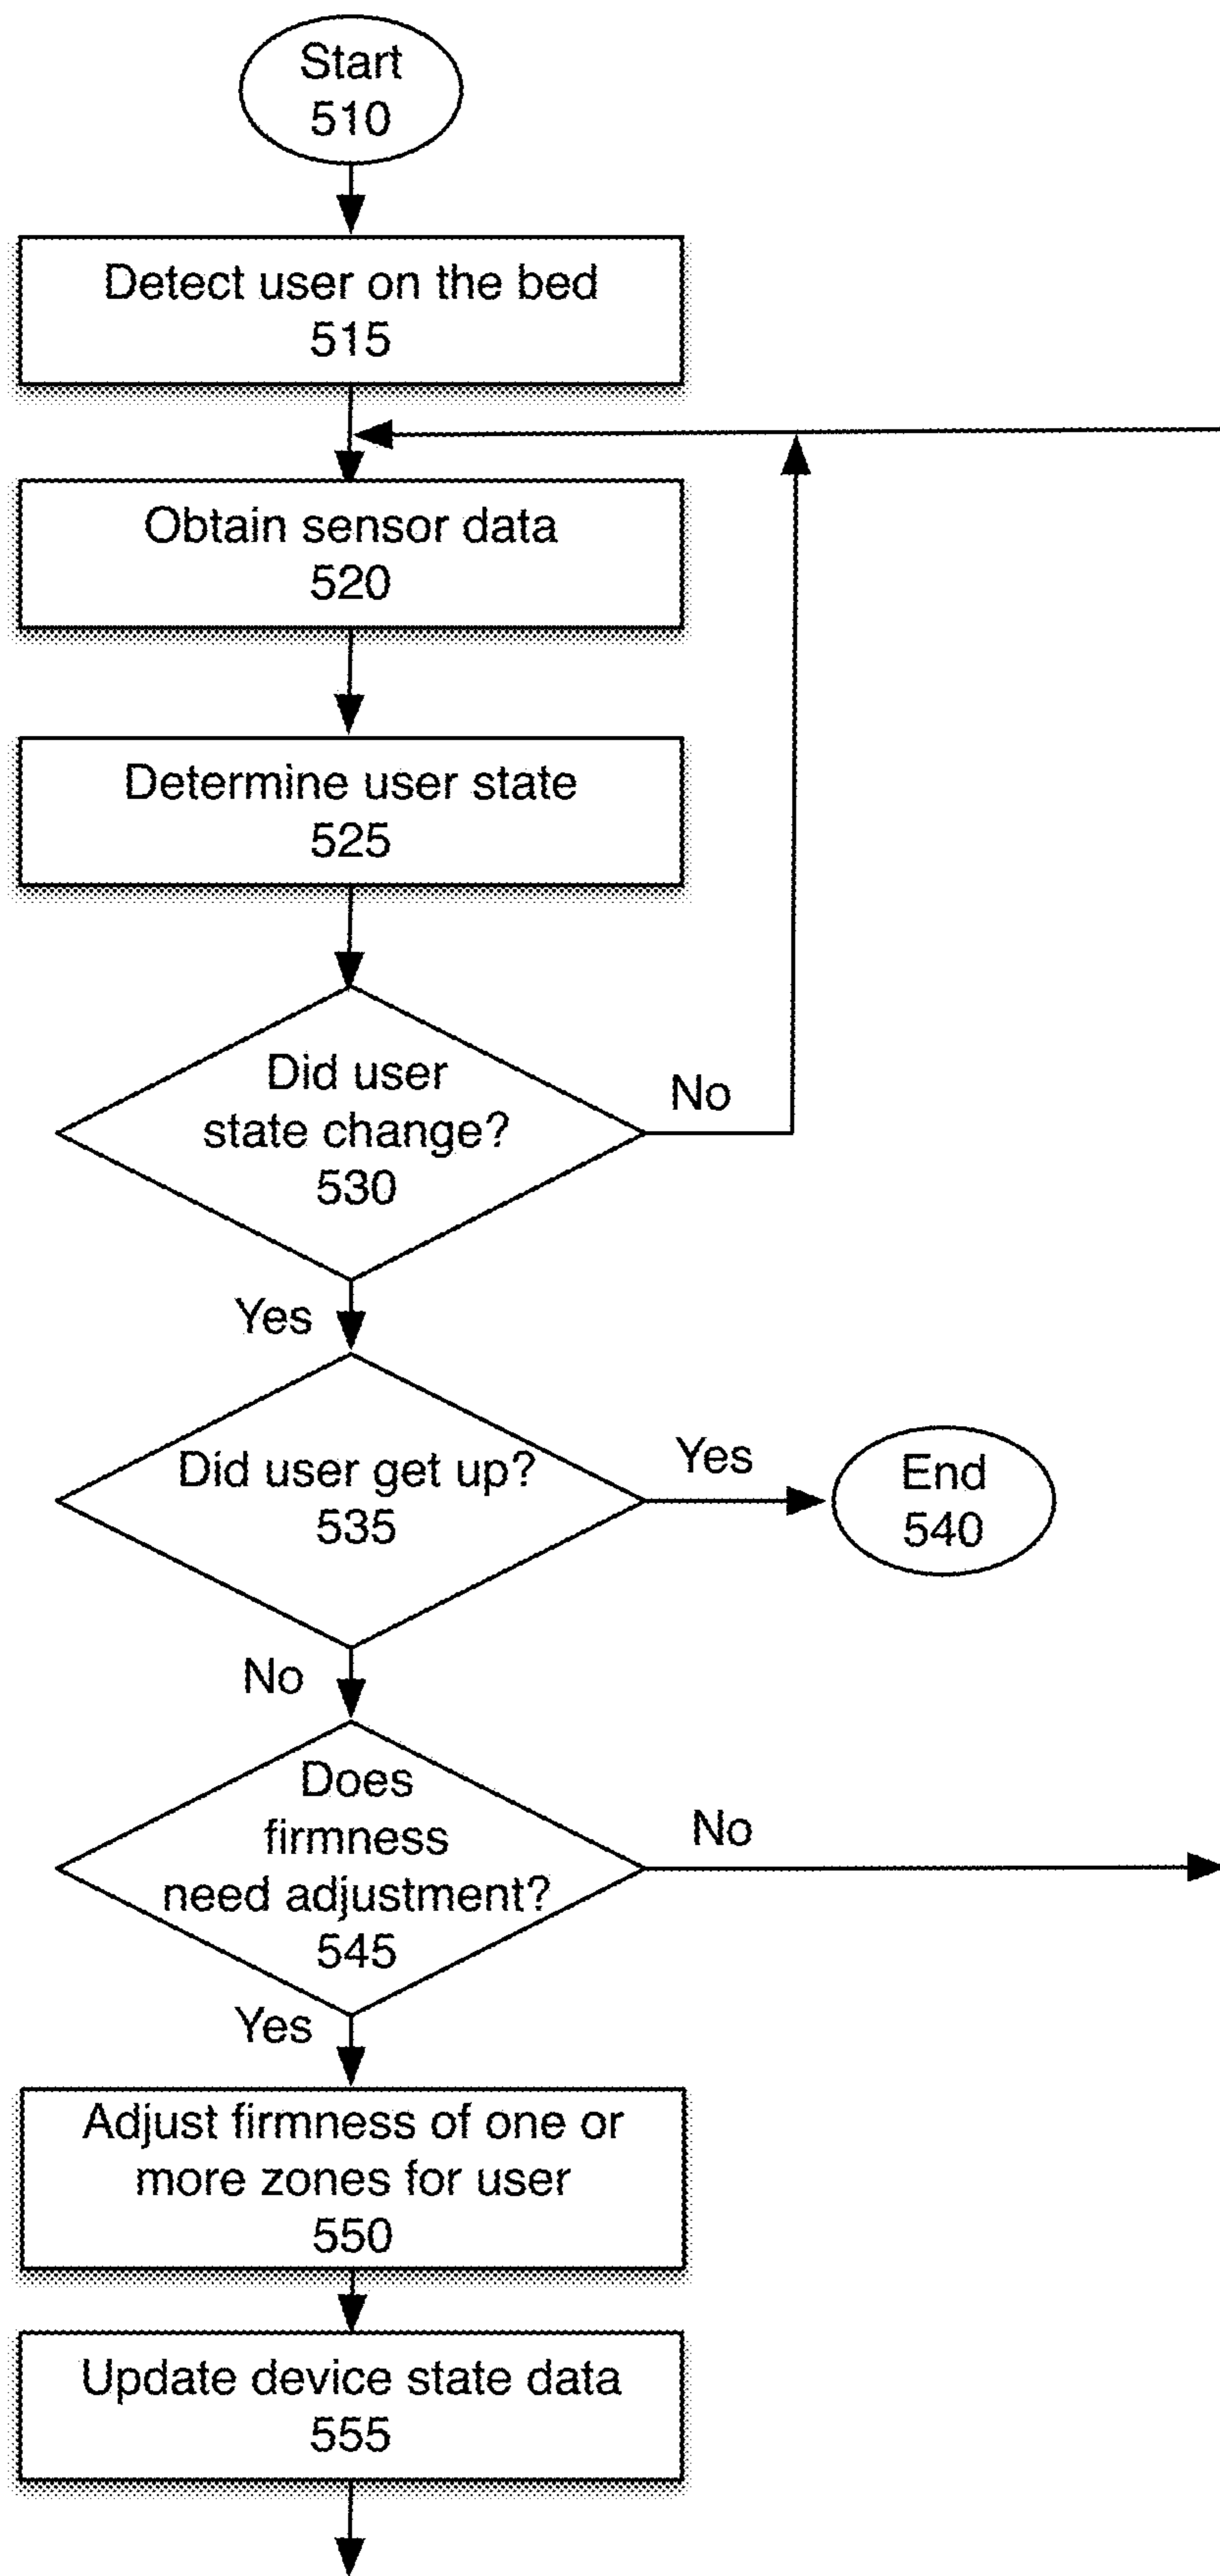 Start
510
Detect user on the bed
515
Obtain sensor data
520
Determine user state
525
Did user
state change?
530
No
Yes
Did user get up?
535
Yes
End
540
No
Does
firmness
need adjustment?
545
No
Yes
Adjust firmness of one or
more zones for user
550
Update device state data
555